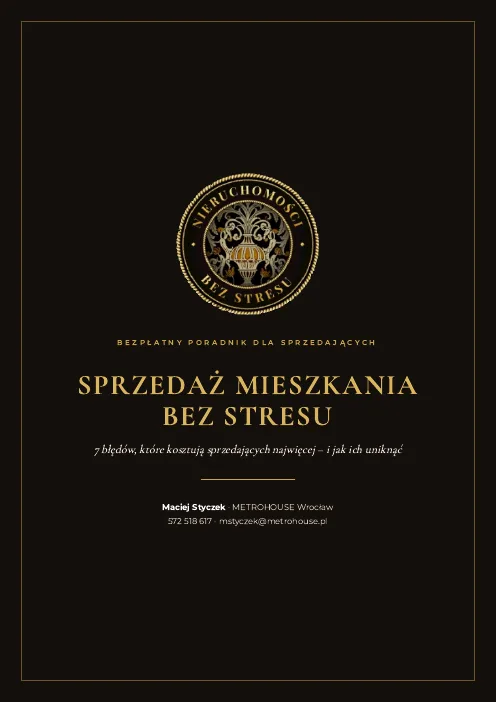 NIERUCHOMOŚCI
BEZ STRESU
BEZPŁATNY PORADNIK DLA SPRZEDAJĄCYCH
SPRZEDAŻ MIESZKANIA
BEZ STRESU
7 błędów, które kosztują sprzedających najwięcej – i jak ich uniknąć
Maciej Styczek · METROHOUSE Wrocław
572 518 617 · mstyczek@metrohouse.pl